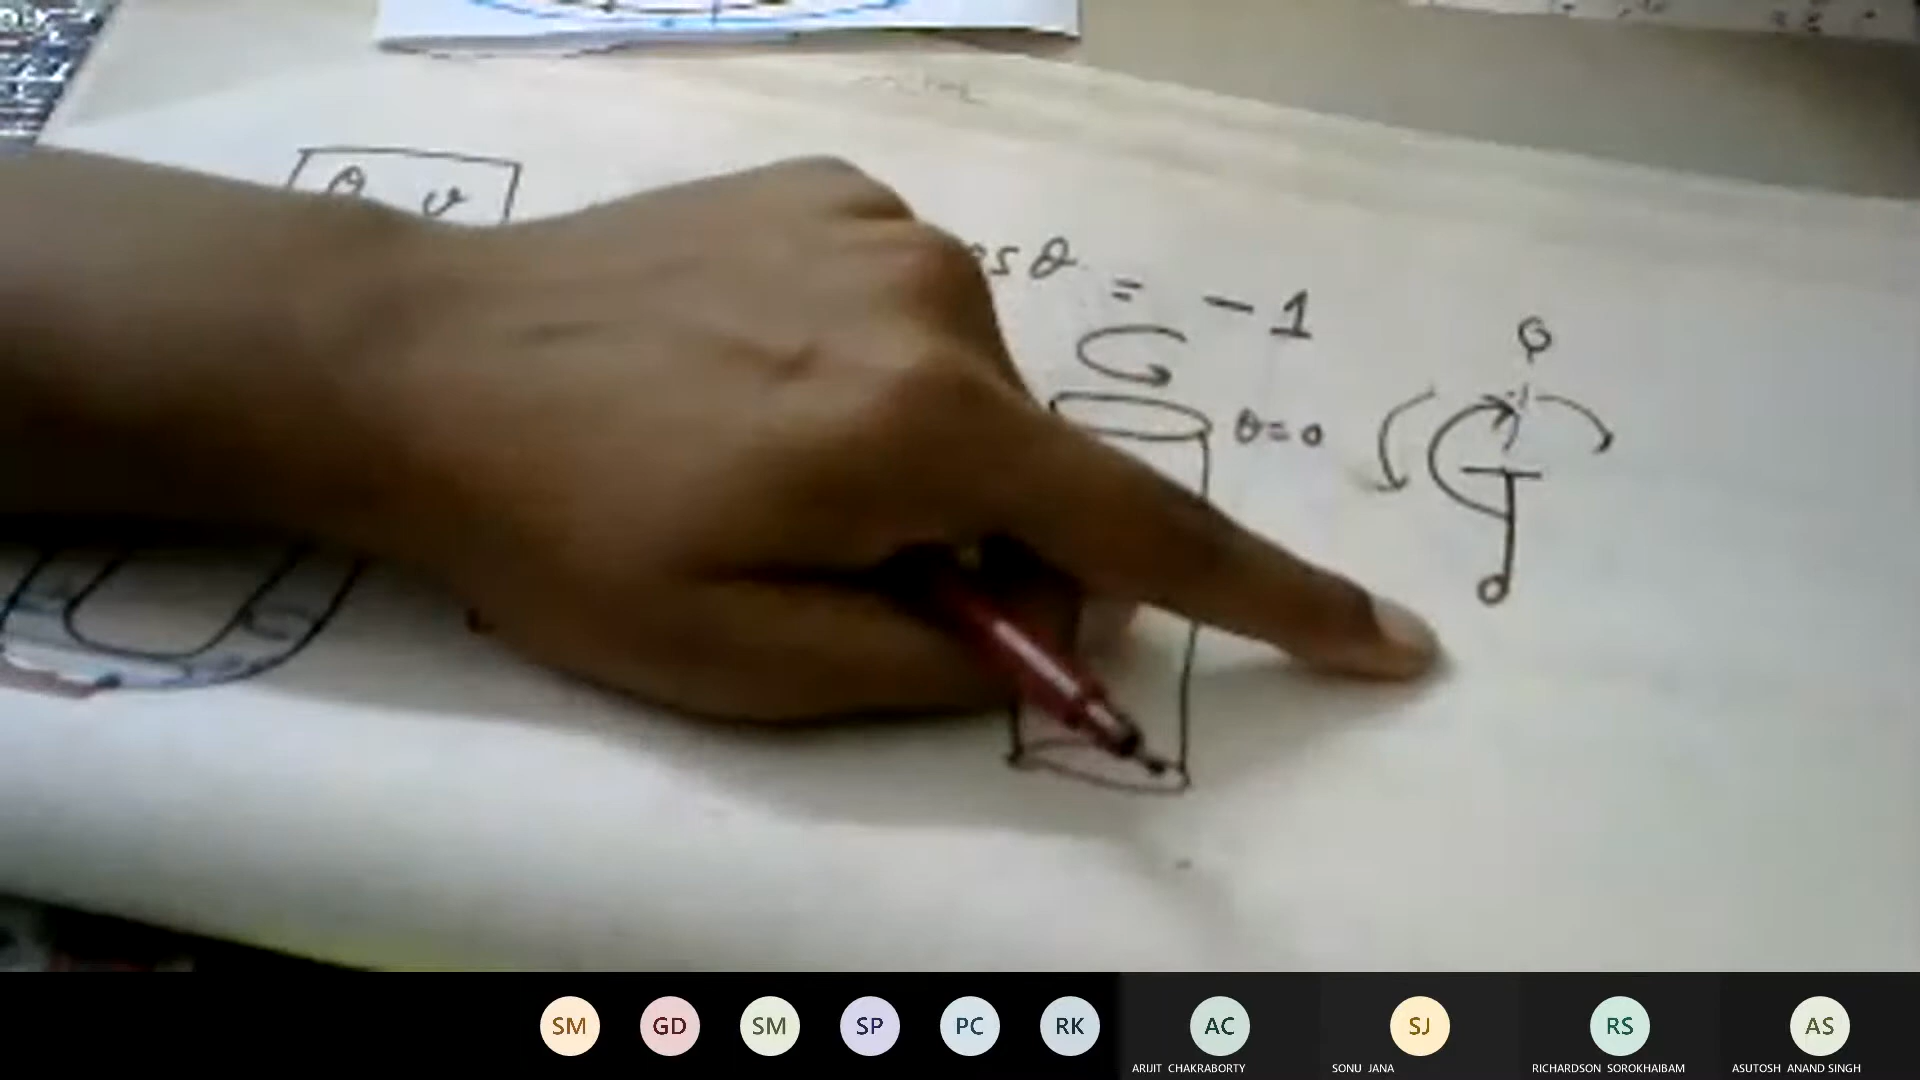 θ v
os θ = - 1
θ = 0
SM GD SM SP PC RK AC SJ RS AS
ARIJIT CHAKRABORTY SONU JANA RICHARDSON SOROKHAIBAM ASUTOSH ANAND SINGH